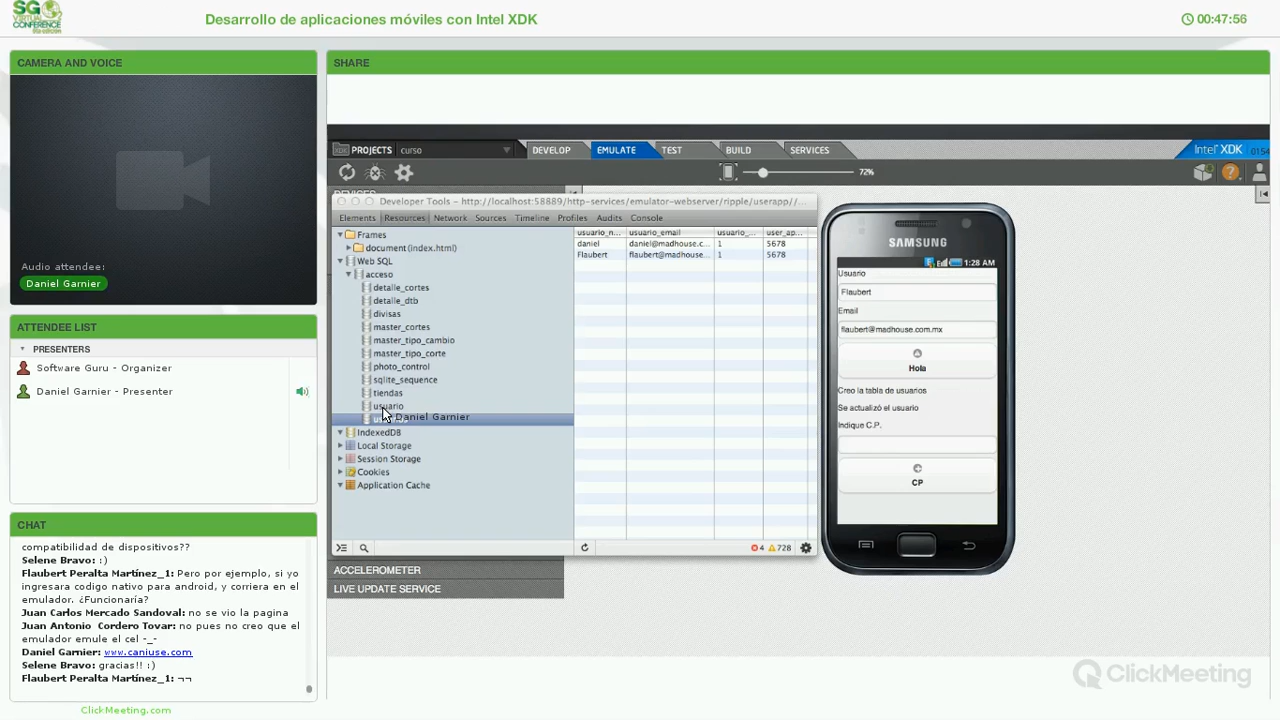 SG
VIRTUAL
CONFERENCE
Desarrollo de aplicaciones móviles con Intel XDK
00:47:56
CAMERA AND VOICE
Audio attendee:
Daniel Garnier
ATTENDEE LIST
PRESENTERS
Software Guru - Organizer
Daniel Garnier - Presenter
CHAT
compatibilidad de dispositivos??
Selene Bravo: :)
Flaubert Peralta Martínez_1: Pero por ejemplo, si yo
ingresara codigo nativo para android, y corriera en el
emulador. ¿Funcionaría?
Juan Carlos Mercado Sandoval: no se vio la pagina
Juan Antonio Cordero Tovar: no pues no creo que el
emulador emule el cel -_-
Daniel Garnier: www.caniuse.com
Selene Bravo: gracias!! :)
Flaubert Peralta Martínez_1: ¬¬
ClickMeeting.com
SHARE
XDK PROJECTS curso
DEVELOP EMULATE TEST BUILD SERVICES
Intel XDK 0154
72%
Developer Tools - http://localhost:58889/http-services/emulator-webserver/ripple/userapp//...
Elements Resources Network Sources Timeline Profiles Audits Console
Frames
document (index.html)
Web SQL
acceso
detalle_cortes
detalle_dtb
divisas
master_cortes
master_tipo_cambio
master_tipo_corte
photo_control
sqlite_sequence
tiendas
usuario
Daniel Garnier
IndexedDB
Local Storage
Session Storage
Cookies
Application Cache
usuario_n... usuario_email usuario_... user_ap...
daniel daniel@madhouse.c... 1 5678
Flaubert flaubert@madhouse... 1 5678
4 728
ACCELEROMETER
LIVE UPDATE SERVICE
SAMSUNG
1:28 AM
Usuario
Flaubert
Email
flaubert@madhouse.com.mx
Hola
Creo la tabla de usuarios
Se actualizó el usuario
Indique C.P.
CP
ClickMeeting